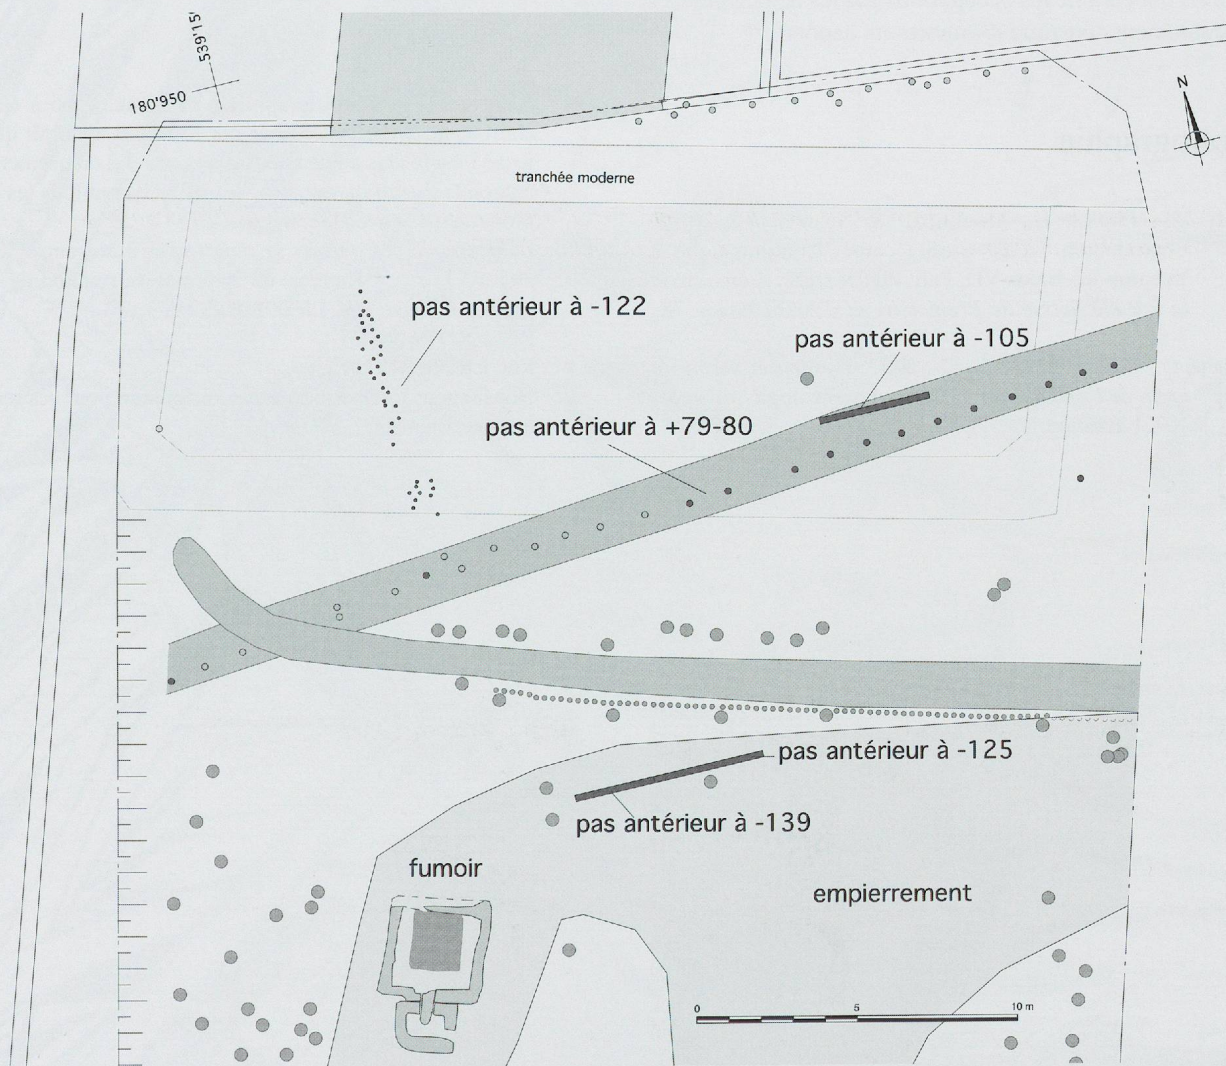 539'15'
180'950
N
tranchée moderne
pas antérieur à -122
pas antérieur à -105
pas antérieur à +79-80
pas antérieur à -125
pas antérieur à -139
fumoir
empierrement
0 5 10 m